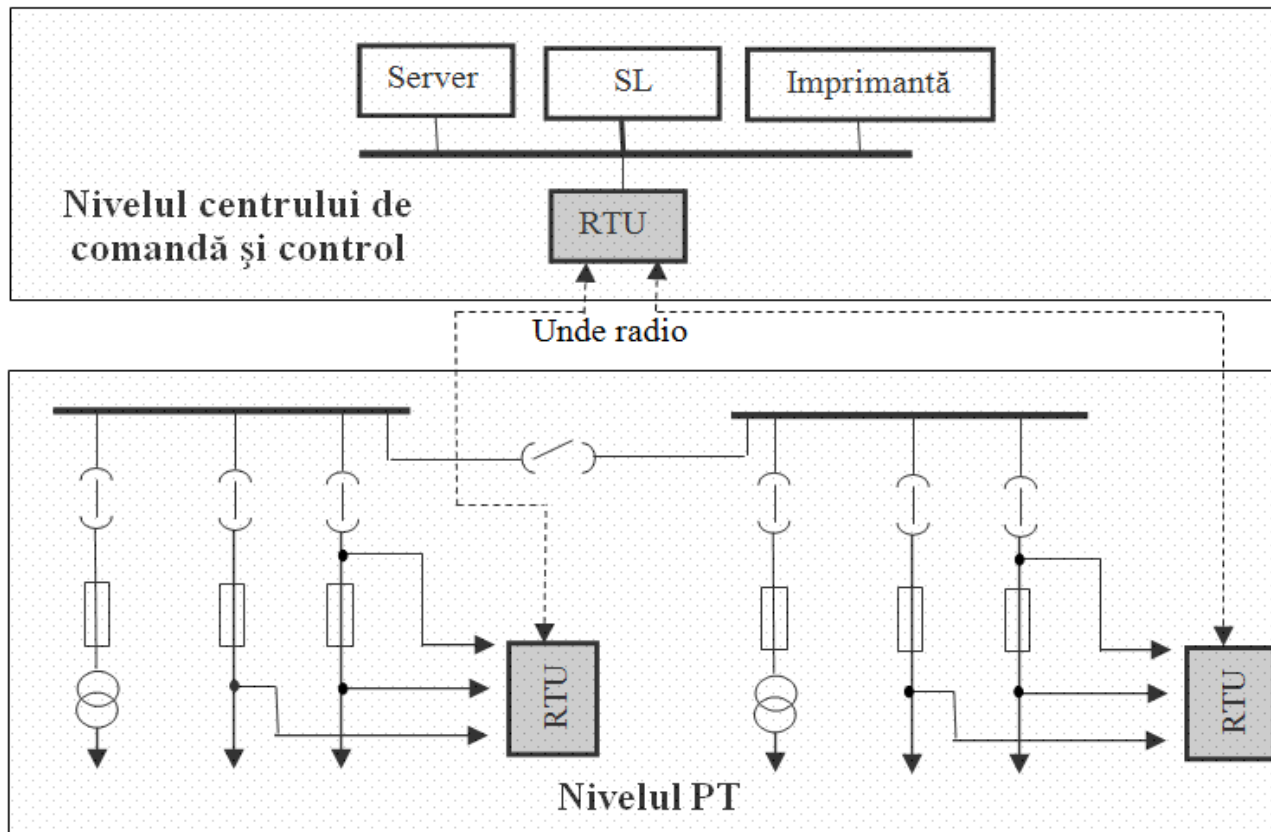 Server
SL
Imprimantă
Nivelul centrului de
comandă şi control
RTU
Unde radio
RTU
RTU
Nivelul PT